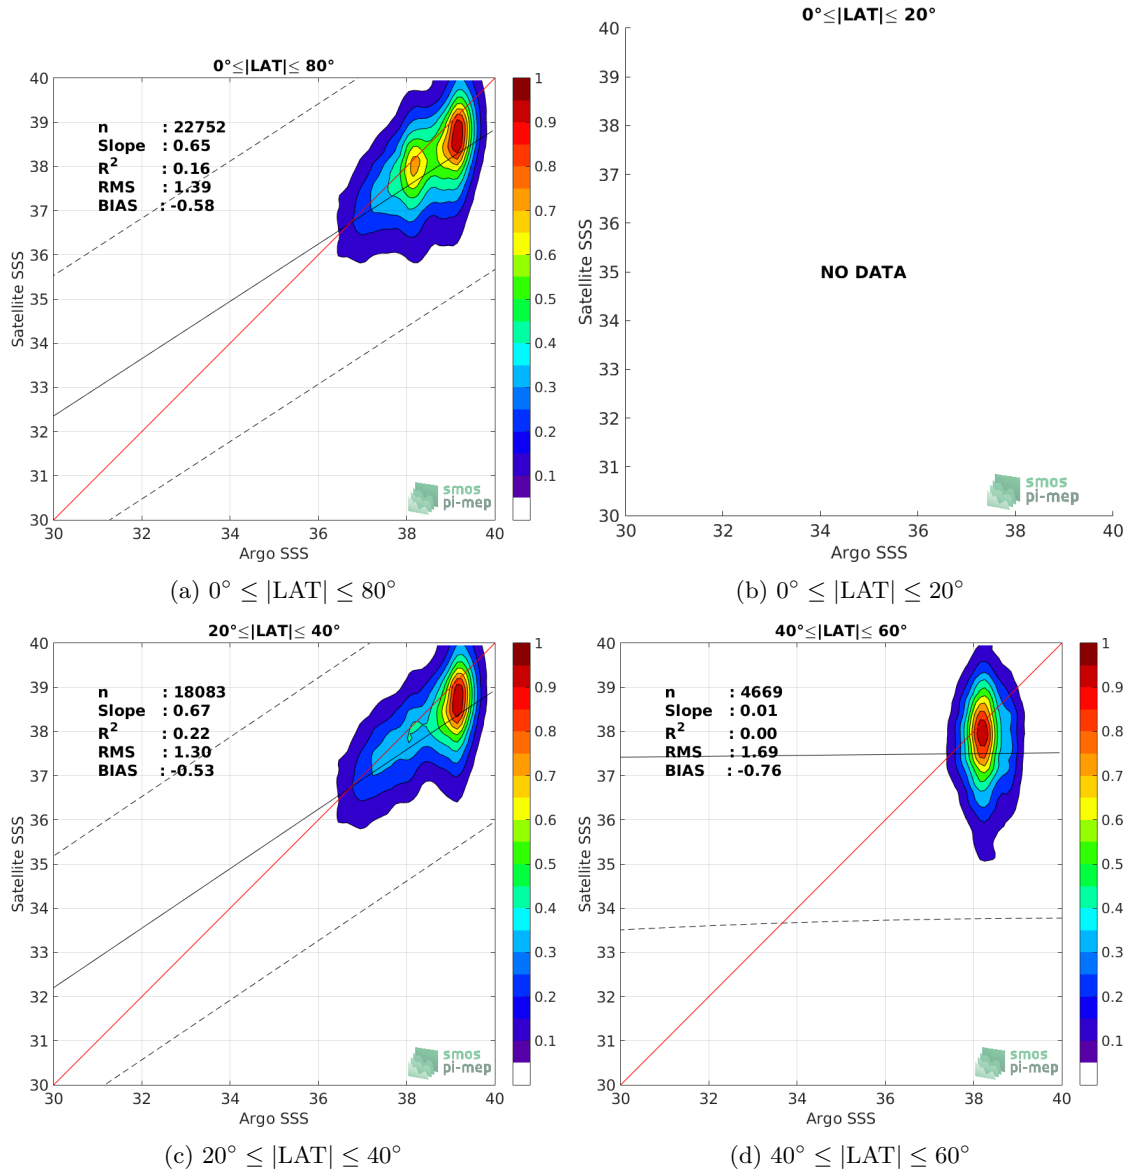 0°≤|LAT|≤ 80°
n : 22752
Slope : 0.65
R² : 0.16
RMS : 1.39
BIAS : -0.58
40
39
38
37
36
35
34
33
32
31
30
Satellite SSS
30 32 34 36 38 40
Argo SSS
1
0.9
0.8
0.7
0.6
0.5
0.4
0.3
0.2
0.1
smos
pi-mep
(a) 0° ≤ |LAT| ≤ 80°
0°≤|LAT|≤ 20°
40
39
38
37
36
35
34
33
32
31
30
Satellite SSS
NO DATA
30 32 34 36 38 40
Argo SSS
smos
pi-mep
(b) 0° ≤ |LAT| ≤ 20°
20°≤|LAT|≤ 40°
n : 18083
Slope : 0.67
R² : 0.22
RMS : 1.30
BIAS : -0.53
40
39
38
37
36
35
34
33
32
31
30
Satellite SSS
30 32 34 36 38 40
Argo SSS
1
0.9
0.8
0.7
0.6
0.5
0.4
0.3
0.2
0.1
smos
pi-mep
(c) 20° ≤ |LAT| ≤ 40°
40°≤|LAT|≤ 60°
n : 4669
Slope : 0.01
R² : 0.00
RMS : 1.69
BIAS : -0.76
40
39
38
37
36
35
34
33
32
31
30
Satellite SSS
30 32 34 36 38 40
Argo SSS
1
0.9
0.8
0.7
0.6
0.5
0.4
0.3
0.2
0.1
smos
pi-mep
(d) 40° ≤ |LAT| ≤ 60°